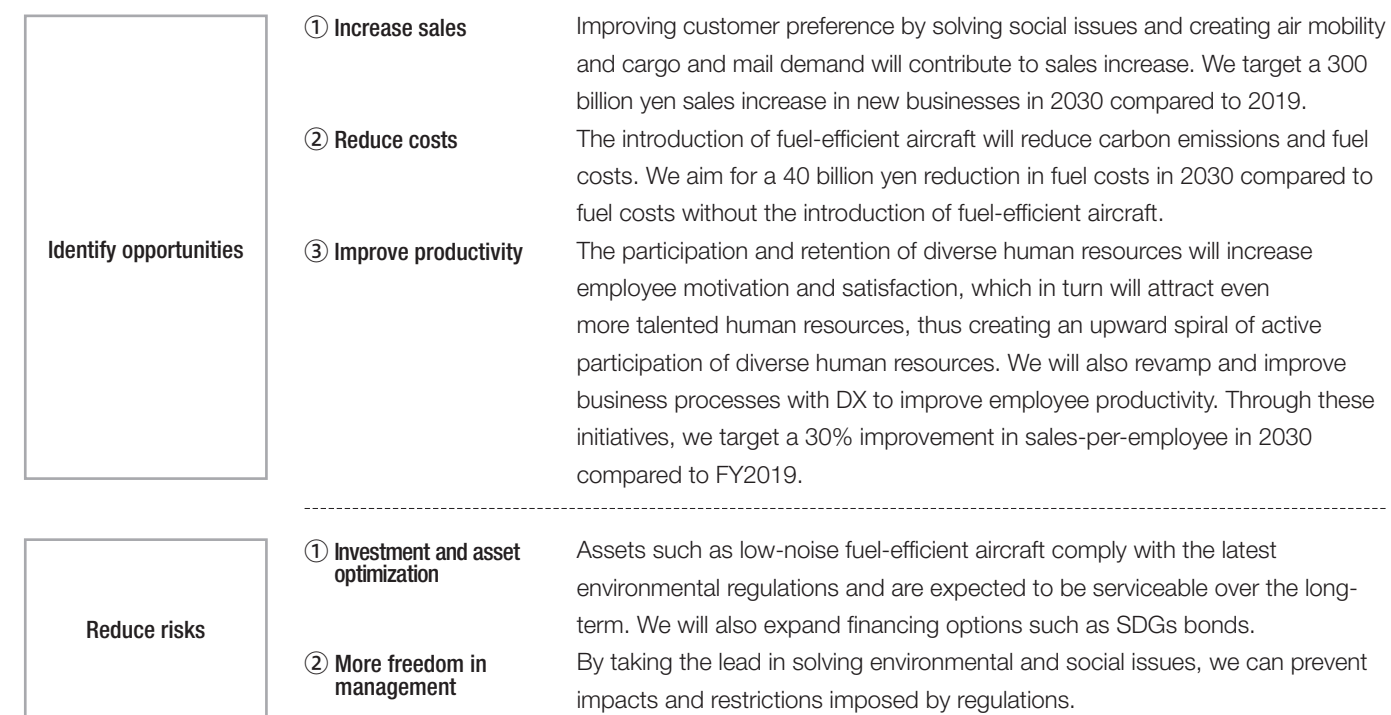 Identify opportunities
① Increase sales
Improving customer preference by solving social issues and creating air mobility
and cargo and mail demand will contribute to sales increase. We target a 300
billion yen sales increase in new businesses in 2030 compared to 2019.
② Reduce costs
The introduction of fuel-efficient aircraft will reduce carbon emissions and fuel
costs. We aim for a 40 billion yen reduction in fuel costs in 2030 compared to
fuel costs without the introduction of fuel-efficient aircraft.
③ Improve productivity
The participation and retention of diverse human resources will increase
employee motivation and satisfaction, which in turn will attract even
more talented human resources, thus creating an upward spiral of active
participation of diverse human resources. We will also revamp and improve
business processes with DX to improve employee productivity. Through these
initiatives, we target a 30% improvement in sales-per-employee in 2030
compared to FY2019.
Reduce risks
① Investment and asset
optimization
Assets such as low-noise fuel-efficient aircraft comply with the latest
environmental regulations and are expected to be serviceable over the long-
term. We will also expand financing options such as SDGs bonds.
② More freedom in
management
By taking the lead in solving environmental and social issues, we can prevent
impacts and restrictions imposed by regulations.